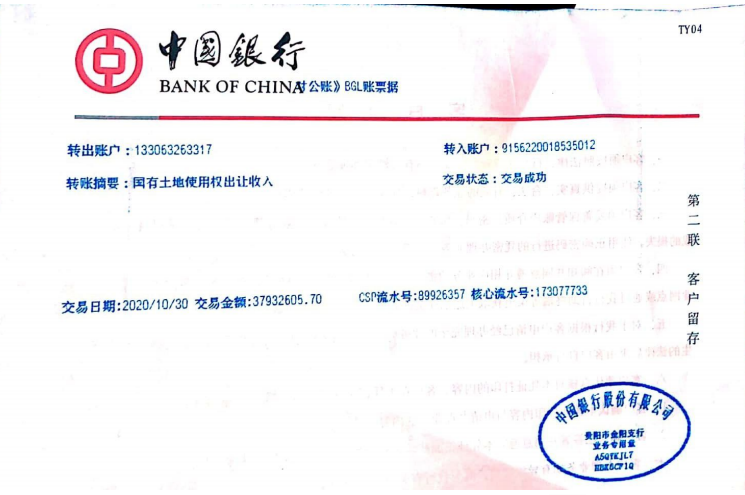 TY04
中國銀行
BANK OF CHINA
对公账》BGL账票据
转出账户：133063263317
转入账户：9156220018535012
转账摘要：国有土地使用权出让收入
交易状态：交易成功
交易日期:2020/10/30 交易金额:37932605.70
CSP流水号:89926357 核心流水号:173077733
第二联 客户留存
中国銀行股份有限公司
贵阳市金阳支行
业务专用章
A5QYKJL7